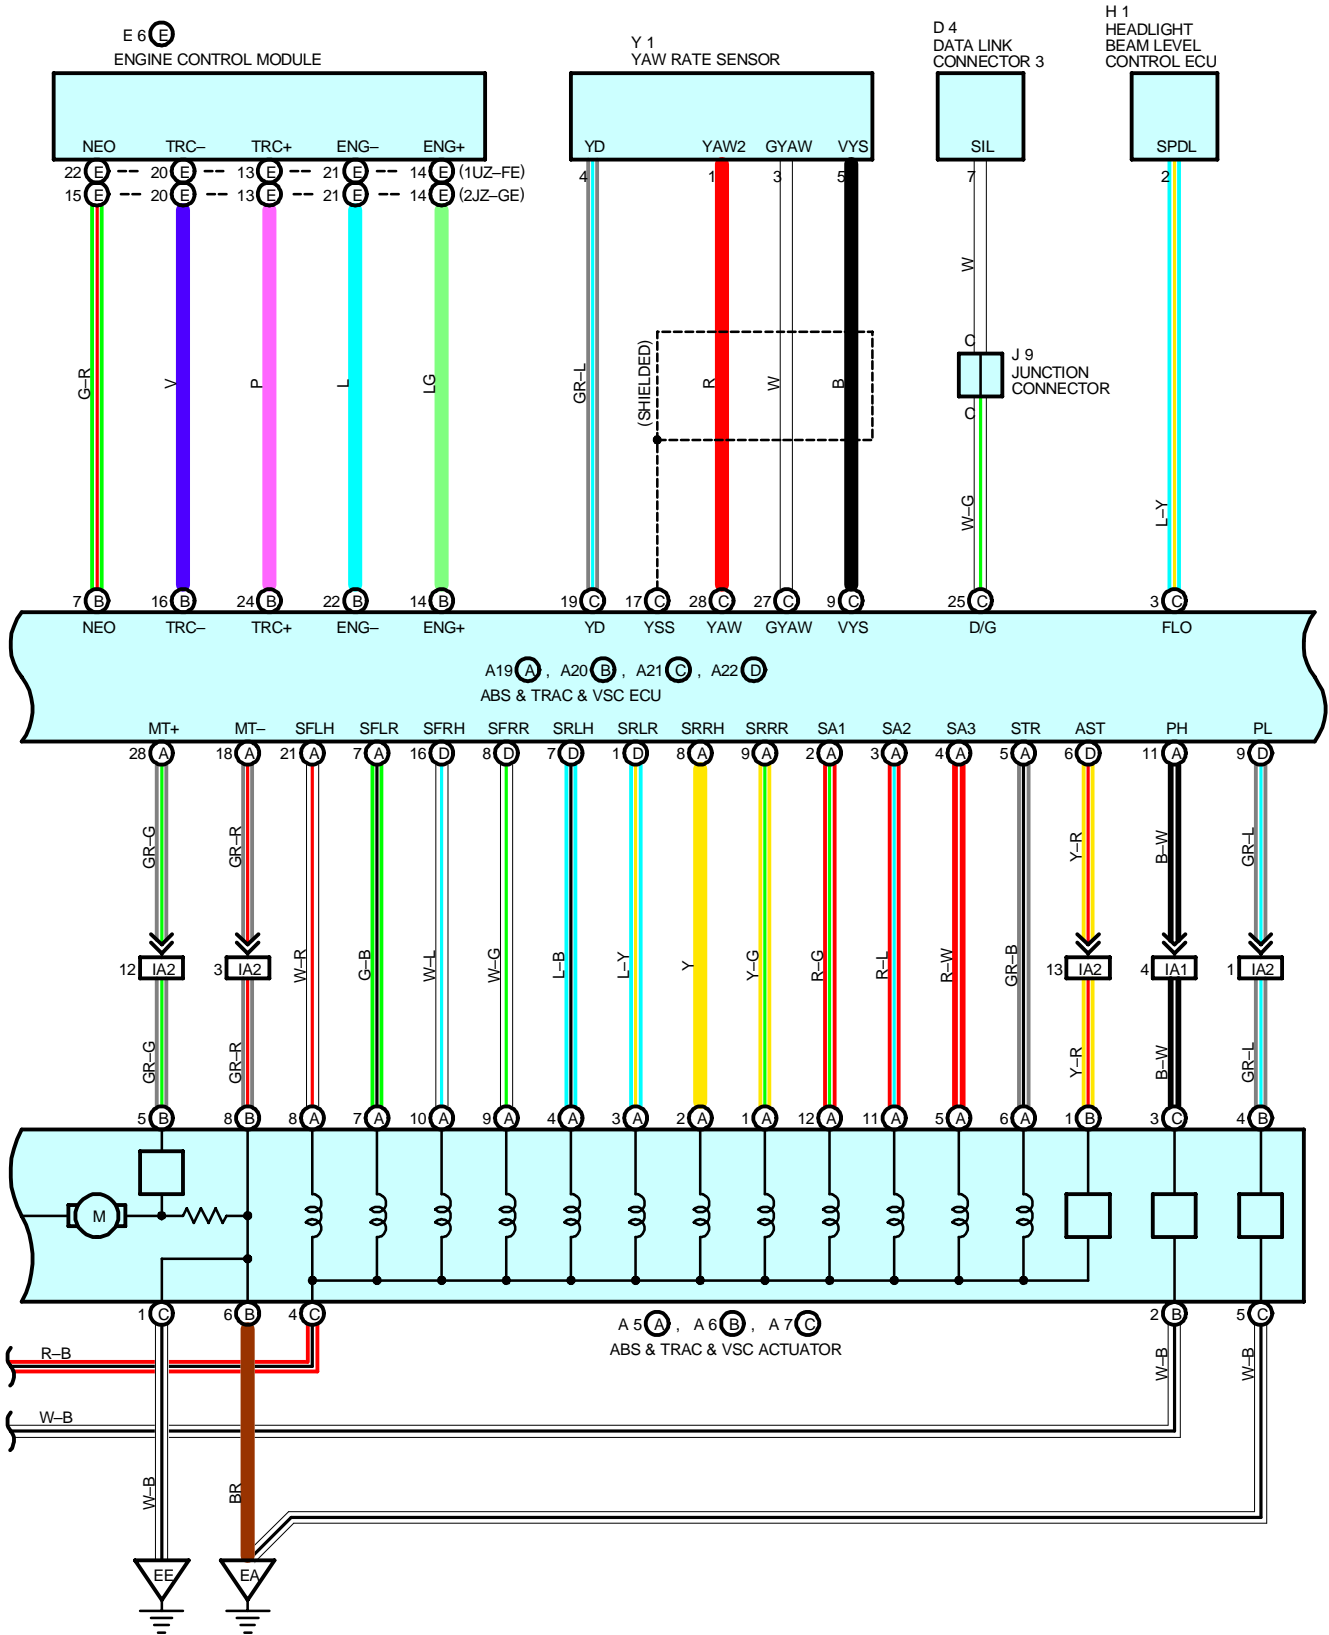 E 6 E
ENGINE CONTROL MODULE
Y 1
YAW RATE SENSOR
D 4
DATA LINK
CONNECTOR 3
H 1
HEADLIGHT
BEAM LEVEL
CONTROL ECU
NEO TRC– TRC+ ENG– ENG+ YD YAW2 GYAW VYS SIL SPDL
22 E 20 E 13 E 21 E 14 E (1UZ–FE)
15 E 20 E 13 E 21 E 14 E (2JZ–GE)
4 1 3 5 7 2
W
C
J 9
JUNCTION
CONNECTOR
C
(SHIELDED)
G–R V P L LG GR–L R W B
W–G L–Y
7 B 16 B 24 B 22 B 14 B 19 C 17 C 28 C 27 C 9 C 25 C 3 C
NEO TRC– TRC+ ENG– ENG+ YD YSS YAW GYAW VYS D/G FLO
A19 A , A20 B , A21 C , A22 D
ABS & TRAC & VSC ECU
MT+ MT– SFLH SFLR SFRH SFRR SRLH SRLR SRRH SRRR SA1 SA2 SA3 STR AST PH PL
28 A 18 A 21 A 7 A 16 D 8 D 7 D 1 D 8 A 9 A 2 A 3 A 4 A 5 A 6 D 11 A 9 D
GR–G GR–R Y–R B–W GR–L
W–R G–B W–L W–G L–B L–Y Y Y–G R–G R–L R–W GR–B
12 IA2 3 IA2 13 IA2 4 IA1 1 IA2
GR–G GR–R Y–R B–W GR–L
5 B 8 B 8 A 7 A 10 A 9 A 4 A 3 A 2 A 1 A 12 A 11 A 5 A 6 A 1 B 3 C 4 B
M
1 C 6 B 4 C 2 B 5 C
A 5 A , A 6 B , A 7 C
ABS & TRAC & VSC ACTUATOR
R–B
W–B W–B
W–B
W–B BR
EE EA